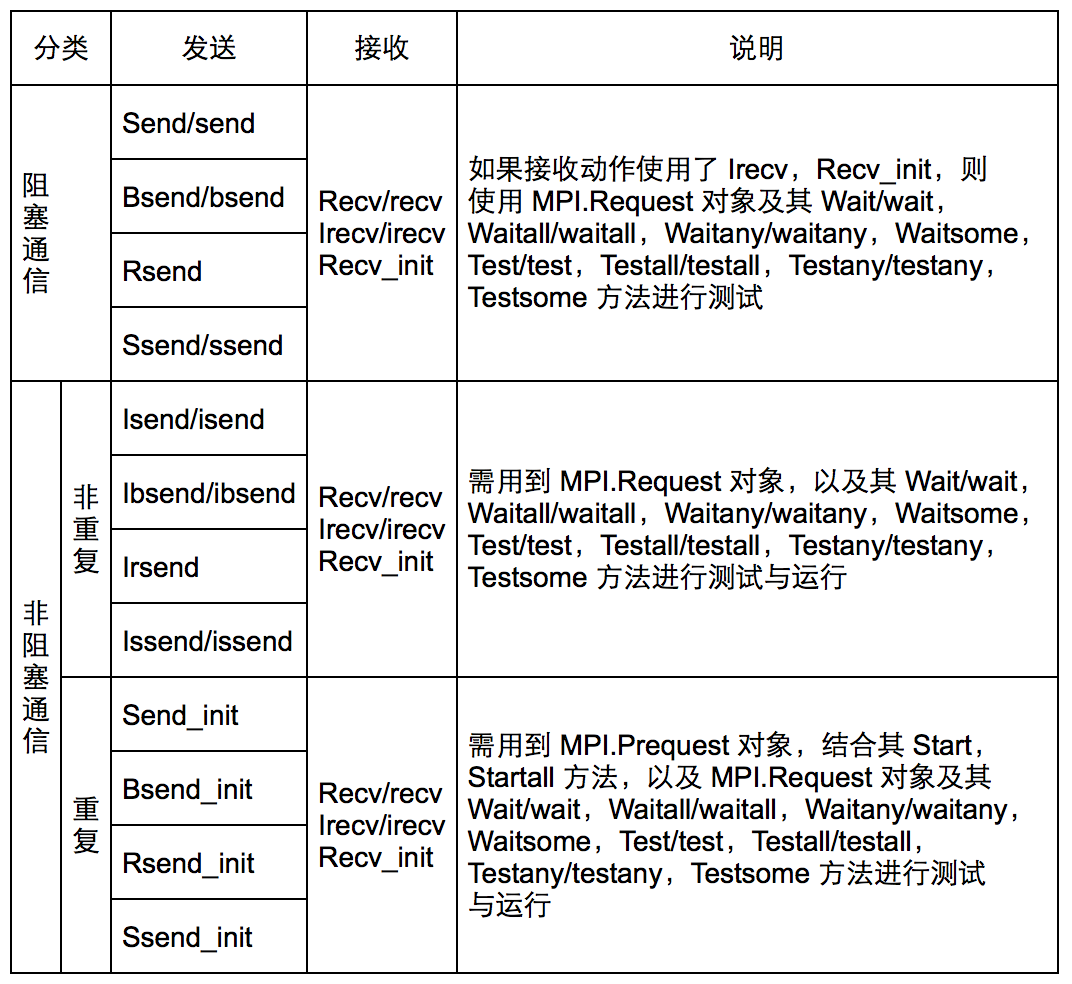 分类
发送
接收
说明
阻塞通信
Send/send
Bsend/bsend
Rsend
Ssend/ssend
Recv/recv
Irecv/irecv
Recv_init
如果接收动作使用了 Irecv，Recv_init，则
使用 MPI.Request 对象及其 Wait/wait，
Waitall/waitall，Waitany/waitany，Waitsome，
Test/test，Testall/testall，Testany/testany，
Testsome 方法进行测试
非阻塞通信
非重复
Isend/isend
Ibsend/ibsend
Irsend
Issend/issend
Recv/recv
Irecv/irecv
Recv_init
需用到 MPI.Request 对象，以及其 Wait/wait，
Waitall/waitall，Waitany/waitany，Waitsome，
Test/test，Testall/testall，Testany/testany，
Testsome 方法进行测试与运行
重复
Send_init
Bsend_init
Rsend_init
Ssend_init
Recv/recv
Irecv/irecv
Recv_init
需用到 MPI.Prequest 对象，结合其 Start，
Startall 方法，以及 MPI.Request 对象及其
Wait/wait，Waitall/waitall，Waitany/waitany，
Waitsome，Test/test，Testall/testall，
Testany/testany，Testsome 方法进行测试
与运行